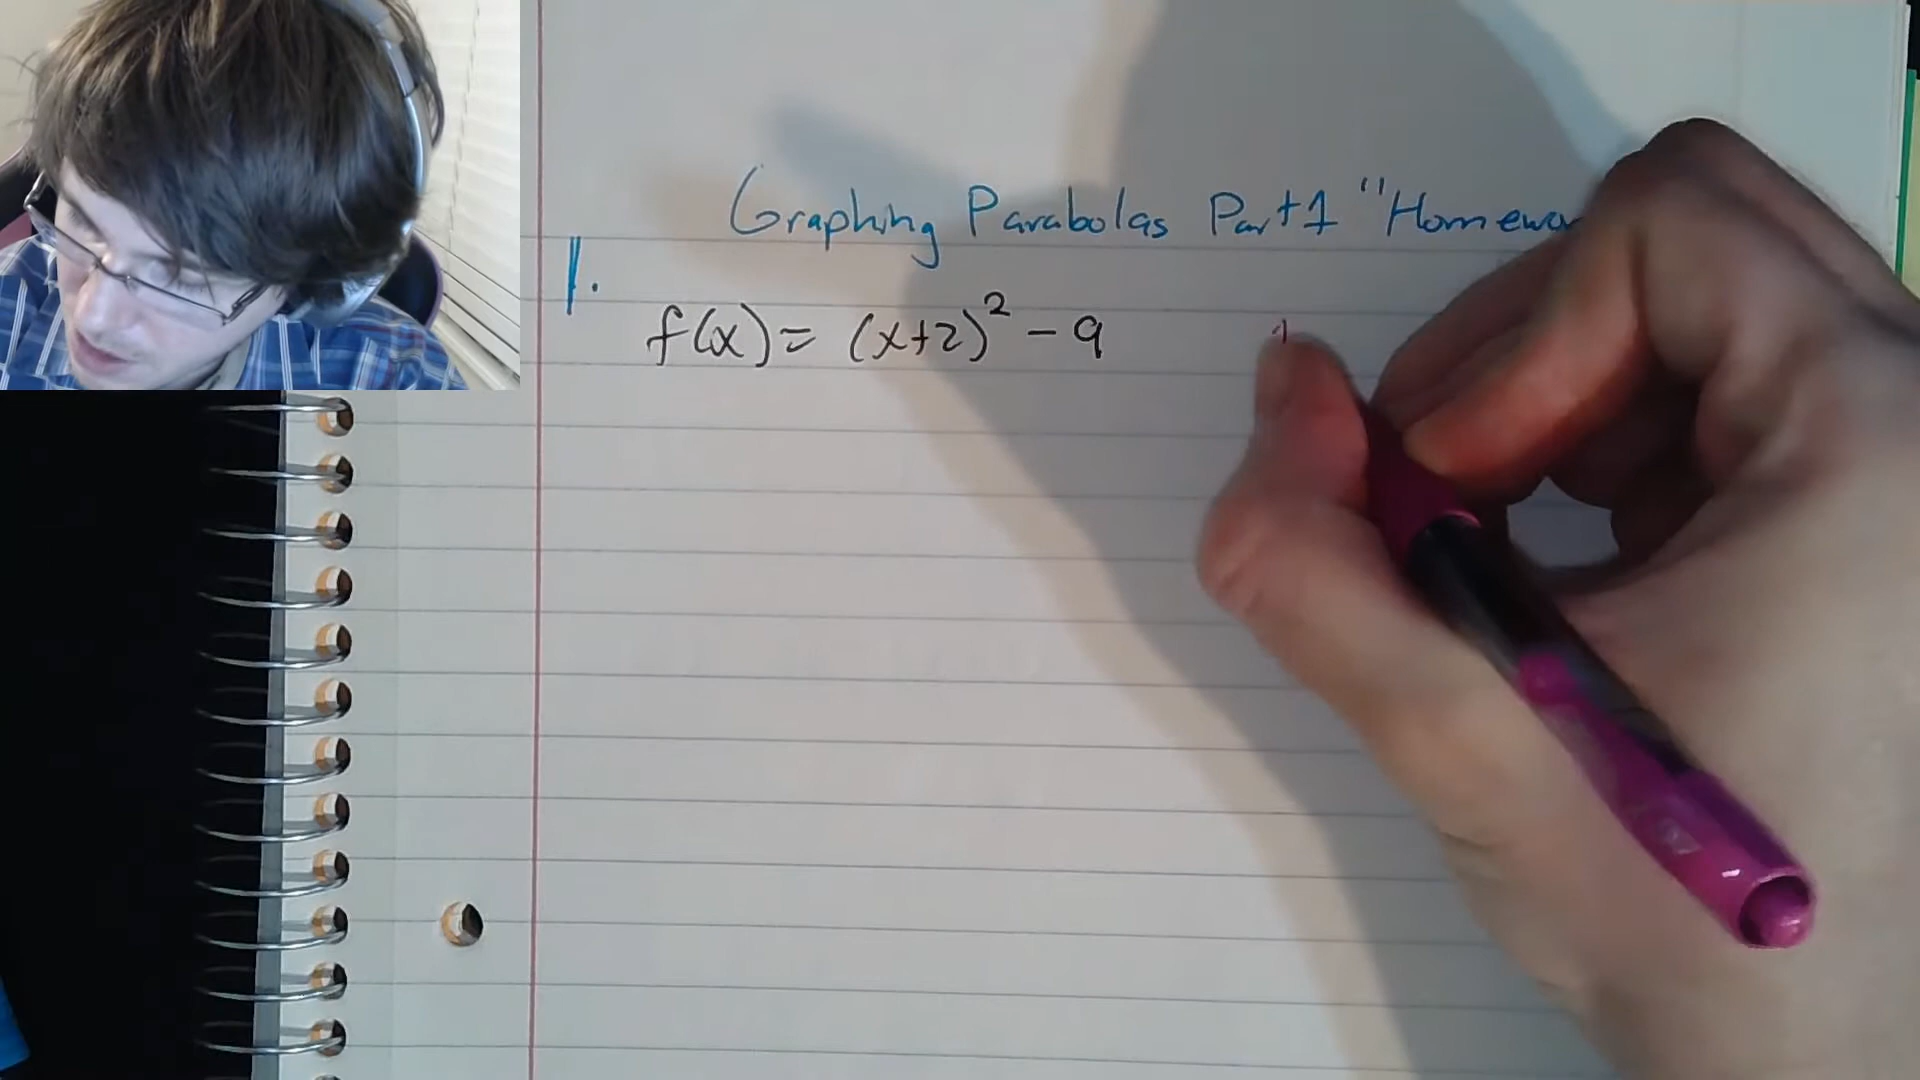 Graphing Parabolas Part 1 "Homewo
1.
f(x) = (x+2)² - 9